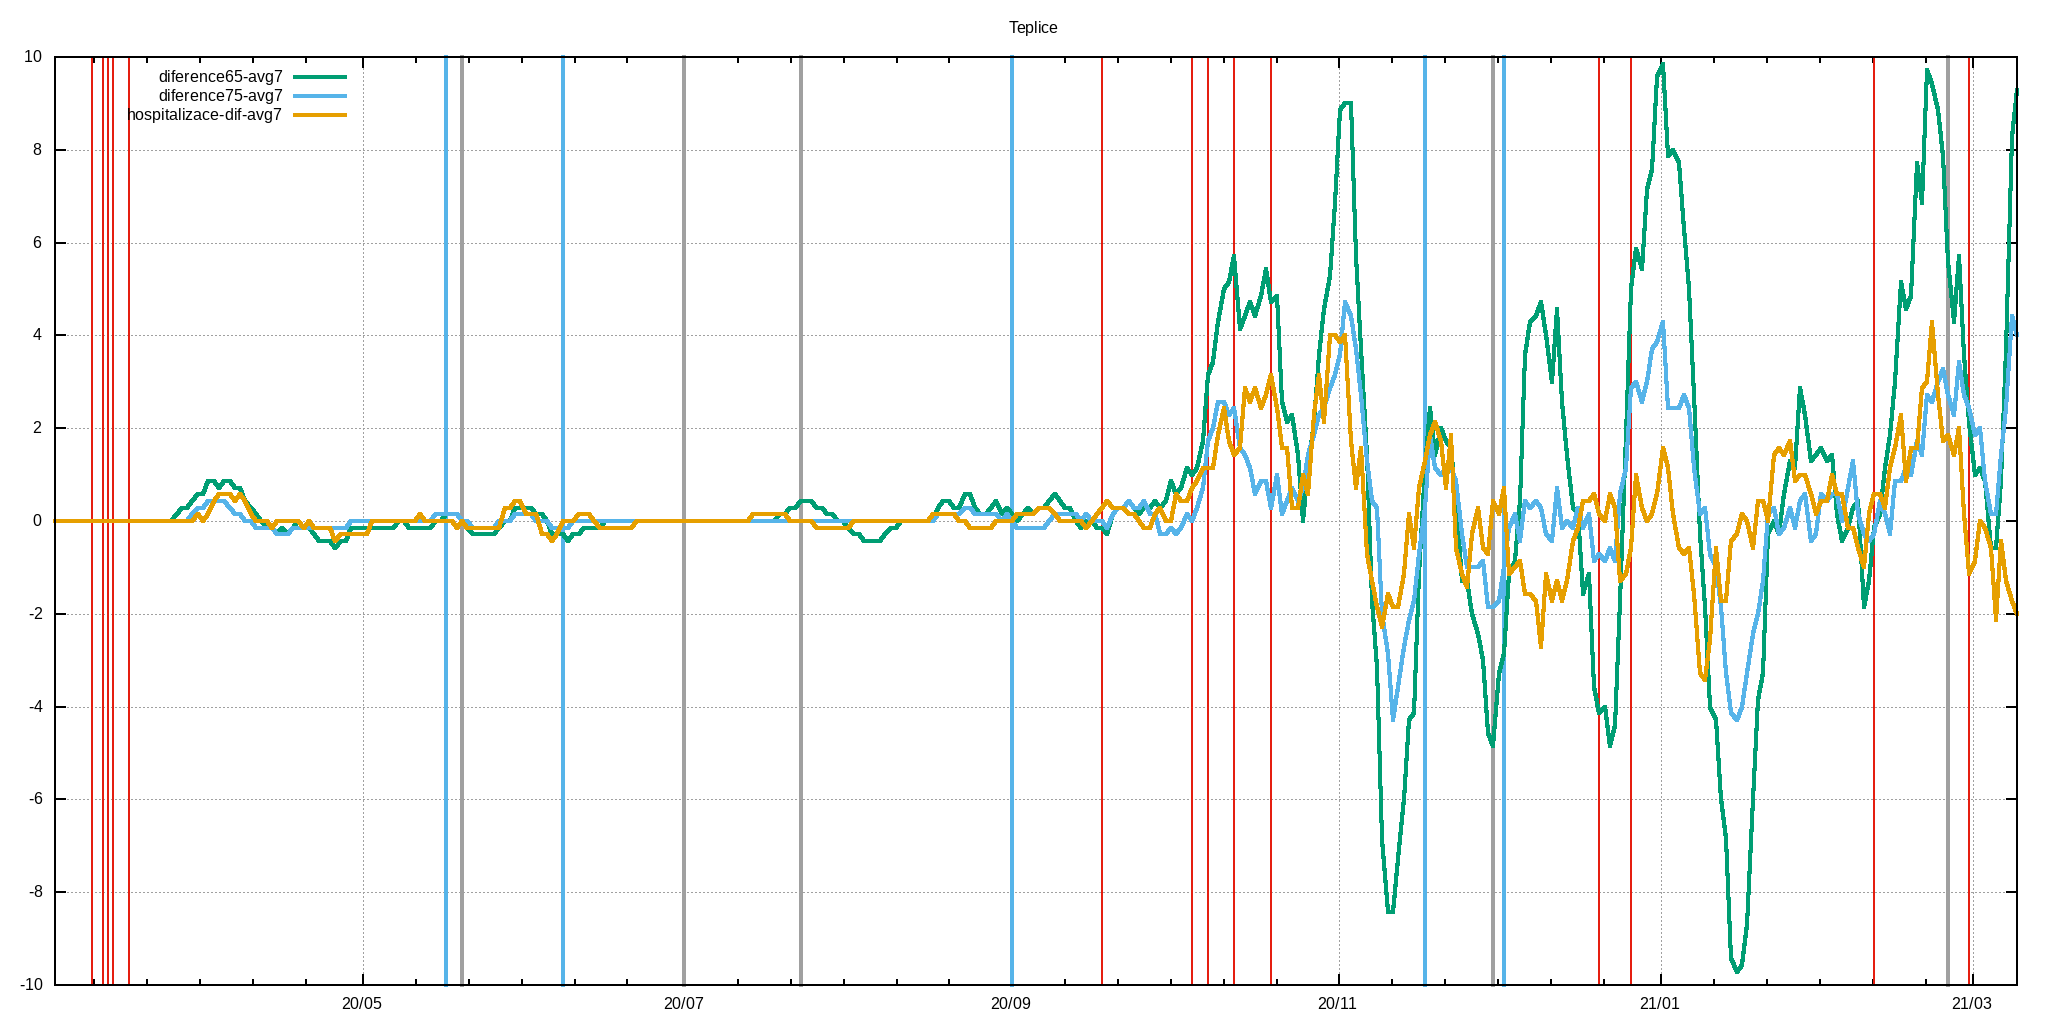 Teplice
diference65-avg7
diference75-avg7
hospitalizace-dif-avg7
10
8
6
4
2
0
-2
-4
-6
-8
-10
20/05 20/07 20/09 20/11 21/01 21/03